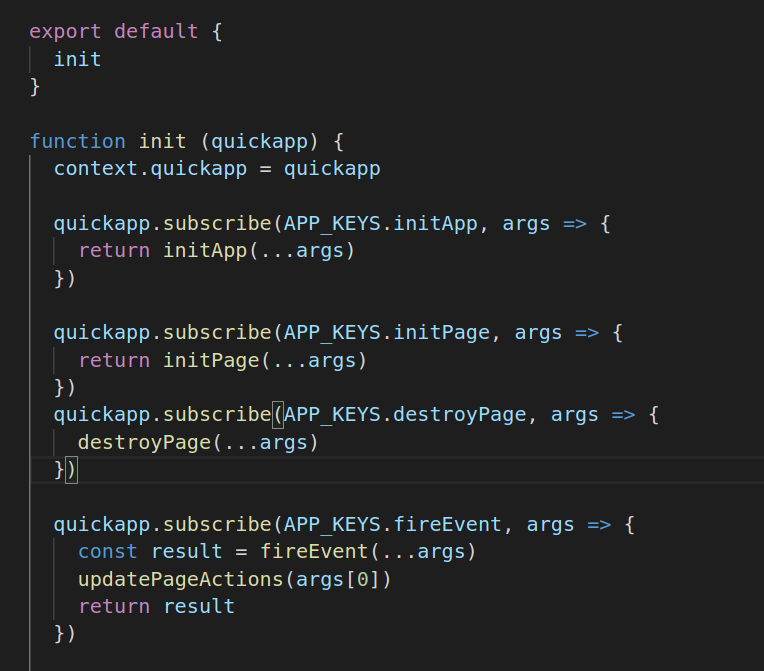 export default {
  init
}

function init (quickapp) {
  context.quickapp = quickapp

  quickapp.subscribe(APP_KEYS.initApp, args => {
    return initApp(...args)
  })

  quickapp.subscribe(APP_KEYS.initPage, args => {
    return initPage(...args)
  })
  quickapp.subscribe(APP_KEYS.destroyPage, args => {
    destroyPage(...args)
  })

  quickapp.subscribe(APP_KEYS.fireEvent, args => {
    const result = fireEvent(...args)
    updatePageActions(args[0])
    return result
  })